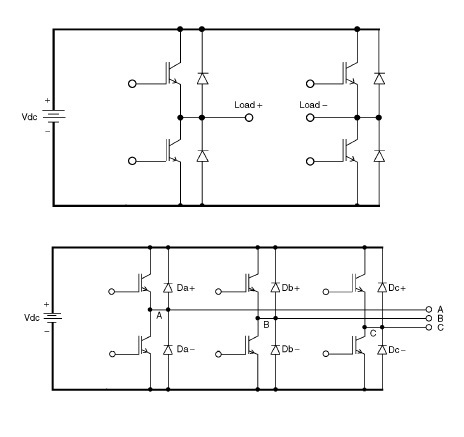 +
Load +
Load −
Vdc
−
Da+
Db+
Dc+
+
A
A
Vdc
B
B
C
C
−
Da−
Db−
Dc−